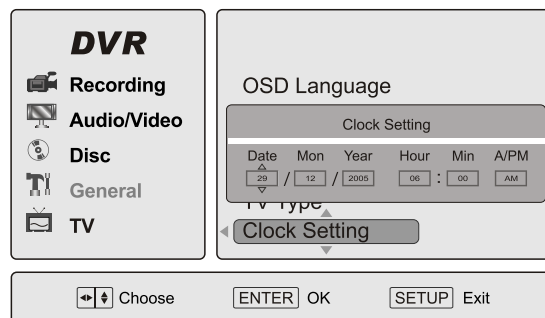 DVR
Recording
Audio/Video
Disc
General
TV
OSD Language
Clock Setting
Date Mon Year Hour Min A/PM
29 / 12 / 2005 06 : 00 AM
TV Type
Clock Setting
Choose ENTER OK SETUP Exit